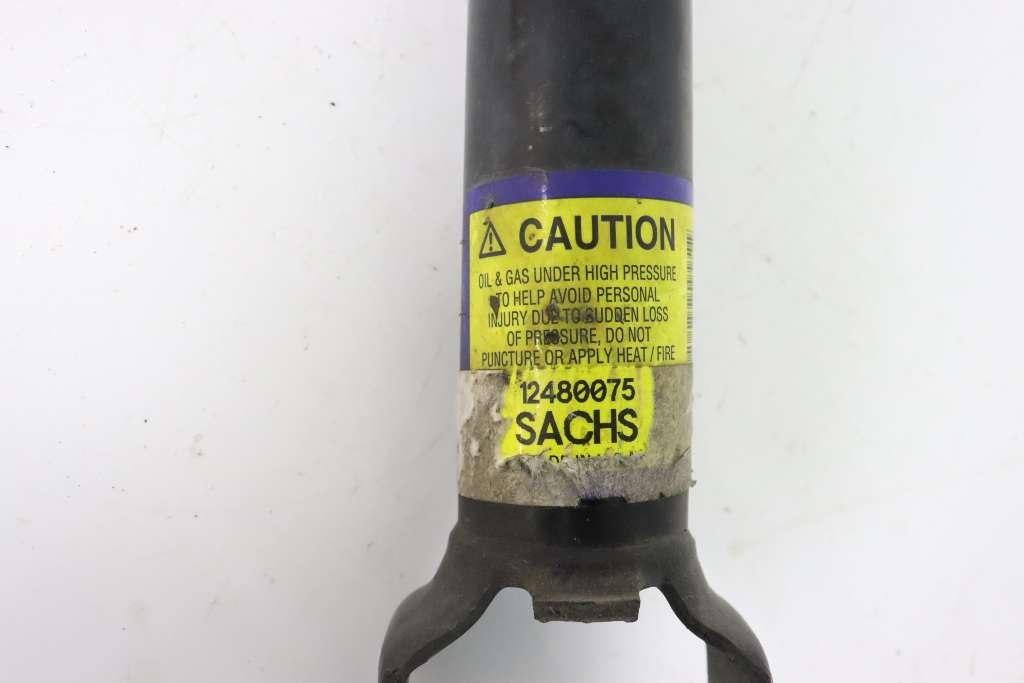 CAUTION
OIL & GAS UNDER HIGH PRESSURE
TO HELP AVOID PERSONAL
INJURY DUE TO SUDDEN LOSS
OF PRESSURE, DO NOT
PUNCTURE OR APPLY HEAT / FIRE
12480075
SACHS